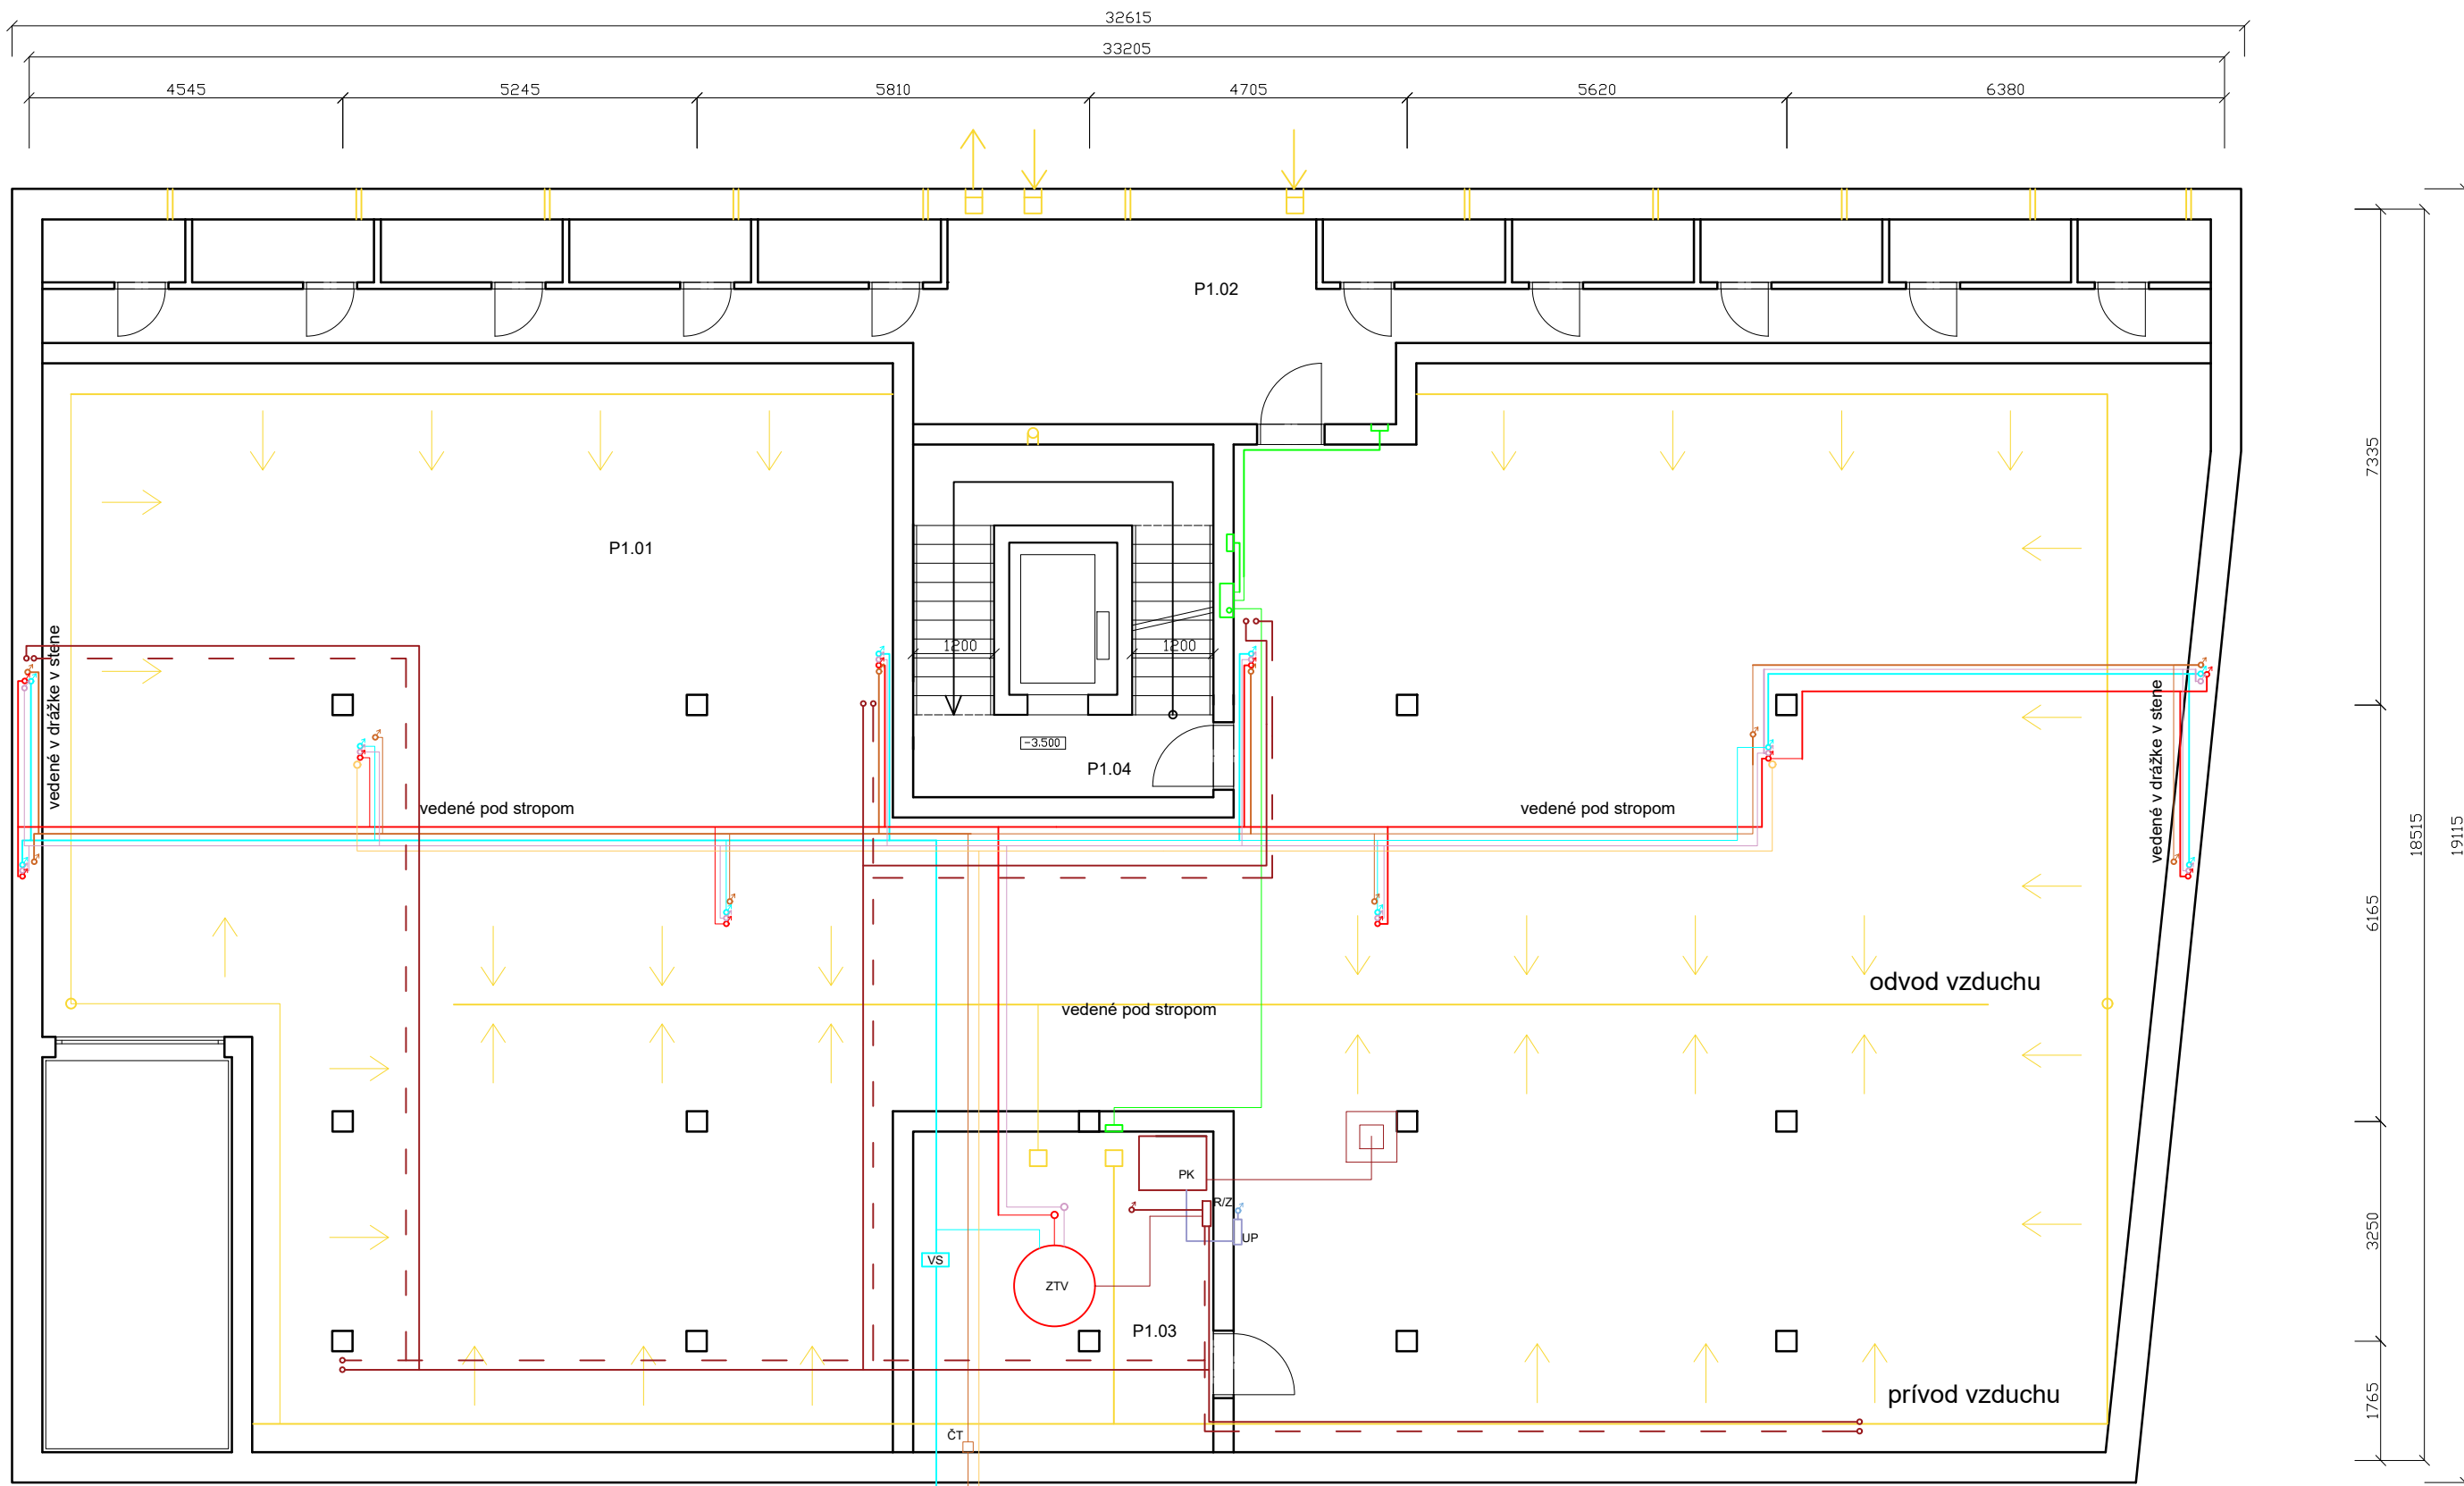 32615
33205
4545
5245
5810
4705
5620
6380
P1.02
7335
P1.01
1200
1200
vedené v drážke v stene
-3.500
P1.04
vedené v drážke v stene
vedené pod stropom
vedené pod stropom
18515
19115
6165
odvod vzduchu
vedené pod stropom
PK
R/Z
UP
3250
VS
ZTV
P1.03
prívod vzduchu
1765
ČT